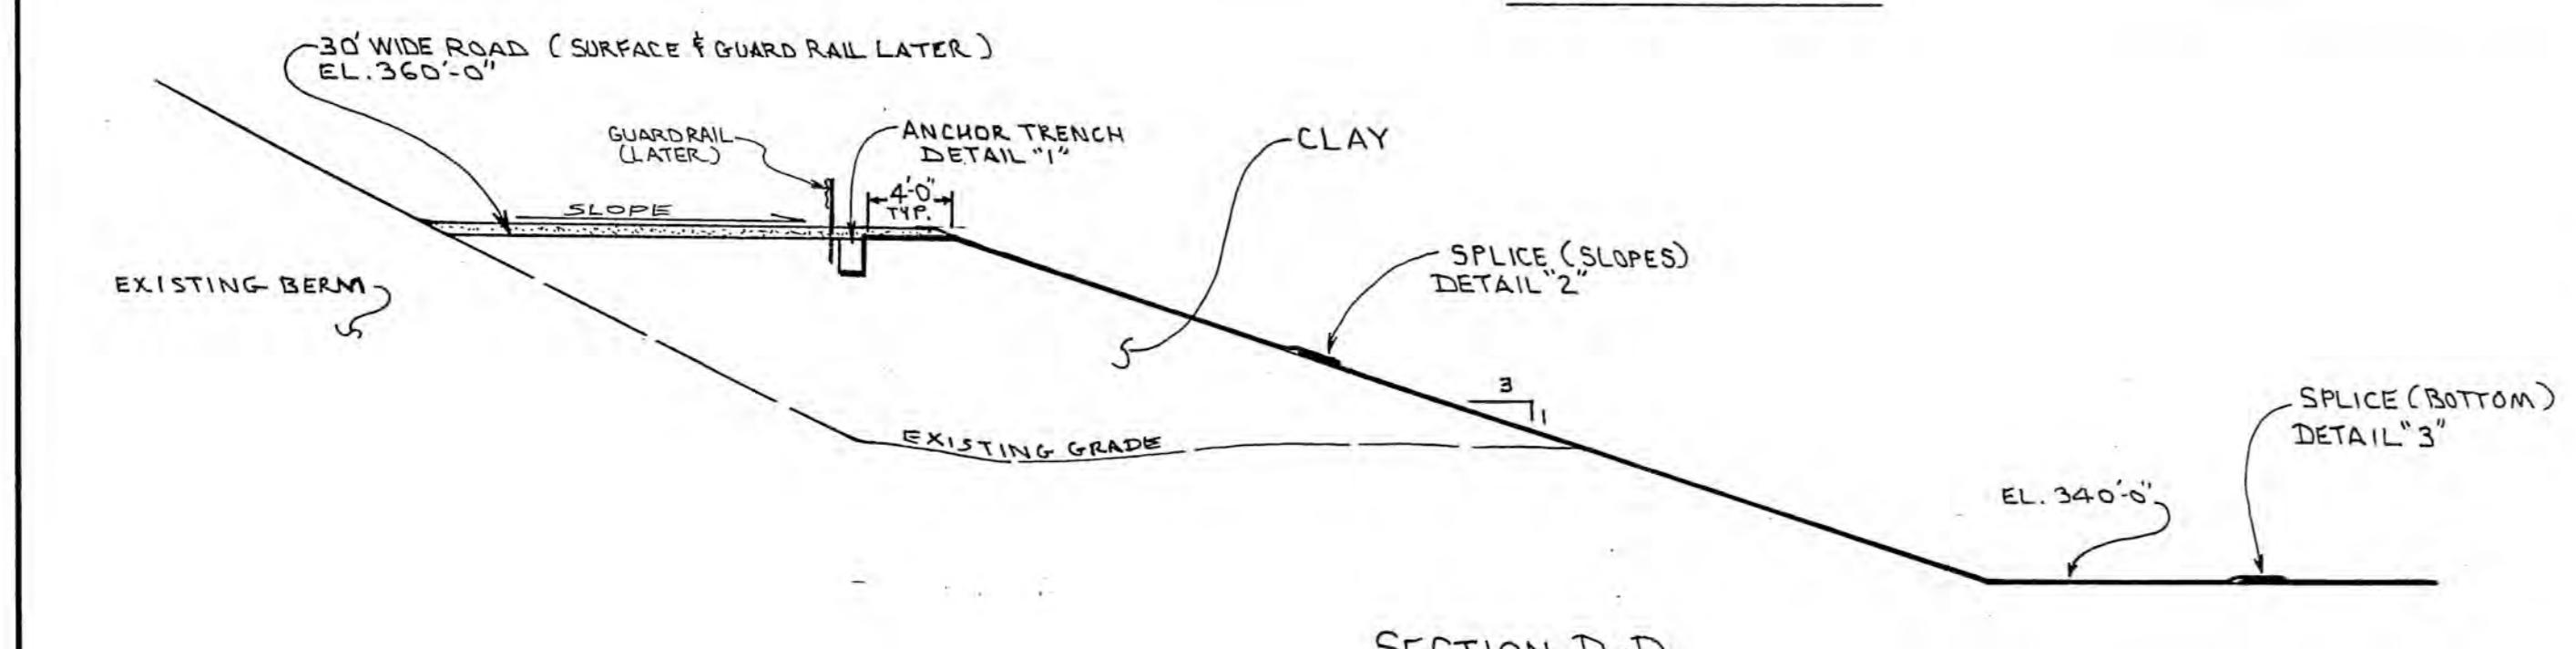 30' WIDE ROAD (SURFACE & GUARD RAIL LATER)
EL. 360'-0"
GUARDRAIL
(LATER)
ANCHOR TRENCH
DETAIL "1"
CLAY
4'-0"
TYP.
SLOPE
SPLICE (SLOPES)
DETAIL "2"
EXISTING BERM
3
1
SPLICE (BOTTOM)
DETAIL "3"
EXISTING GRADE
EL. 340'-0"
SECTION D-D